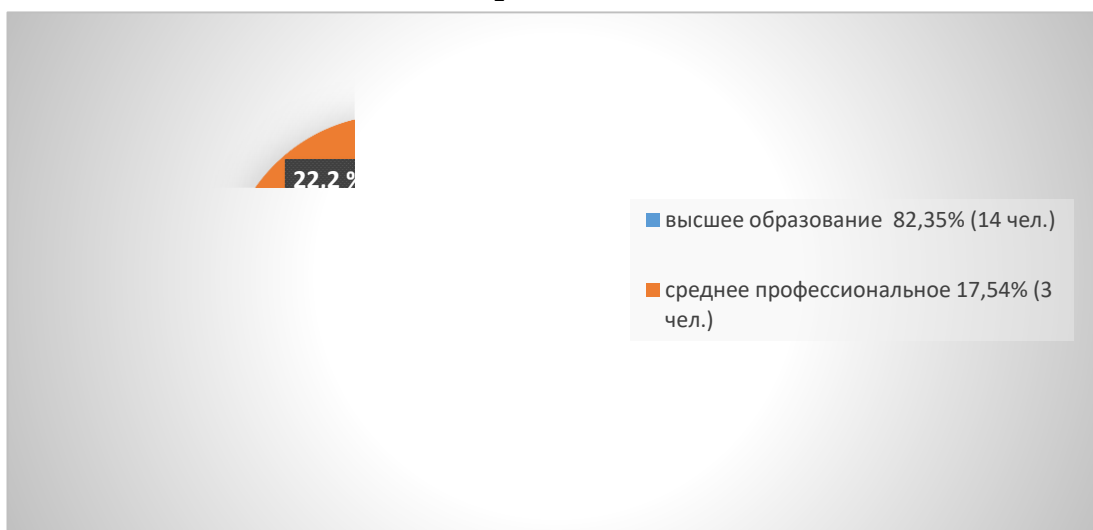 22,2 %
высшее образование 82,35% (14 чел.)
среднее профессиональное 17,54% (3
чел.)